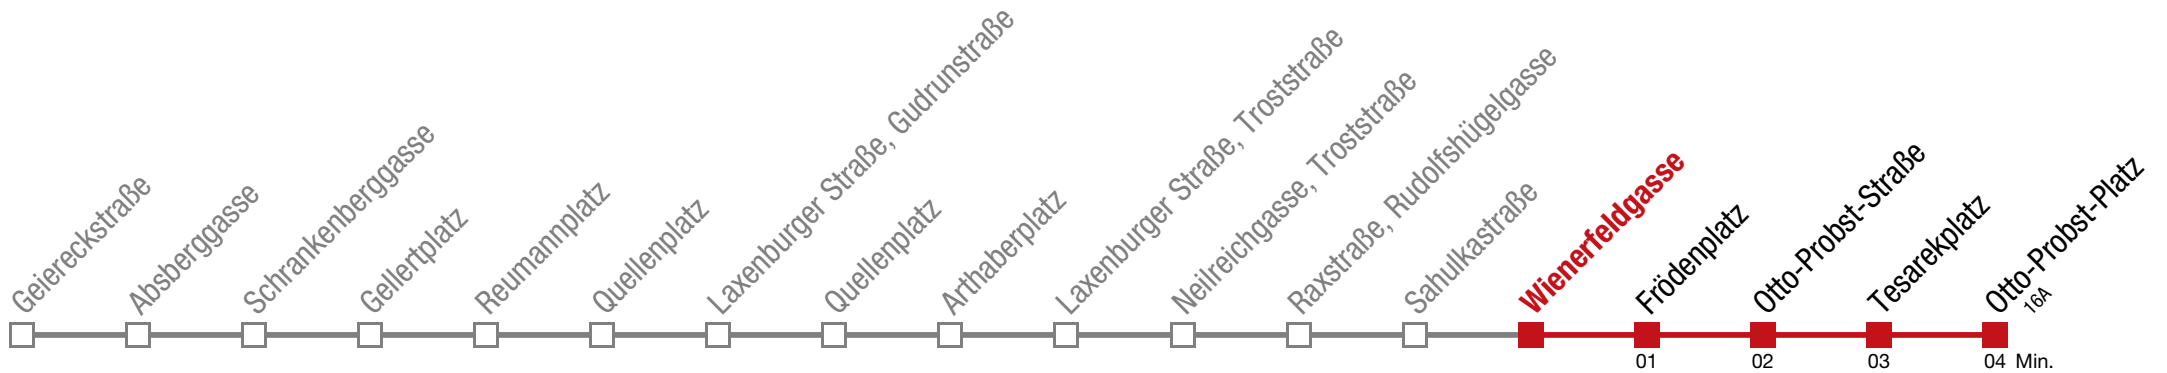 Geiereckstraße
Absberggasse
Schrankenberggasse
Gellertplatz
Reumannplatz
Quellenplatz
Laxenburger Straße, Gudrunstraße
Quellenplatz
Arthaberplatz
Laxenburger Straße, Troststraße
Neilreichgasse, Troststraße
Raxstraße, Rudolfshügelgasse
Sahulkastraße
Wienerfeldgasse
Frödenplatz
Otto-Probst-Straße
Tesarekplatz
Otto-Probst-Platz
16A
01 02 03 04 Min.